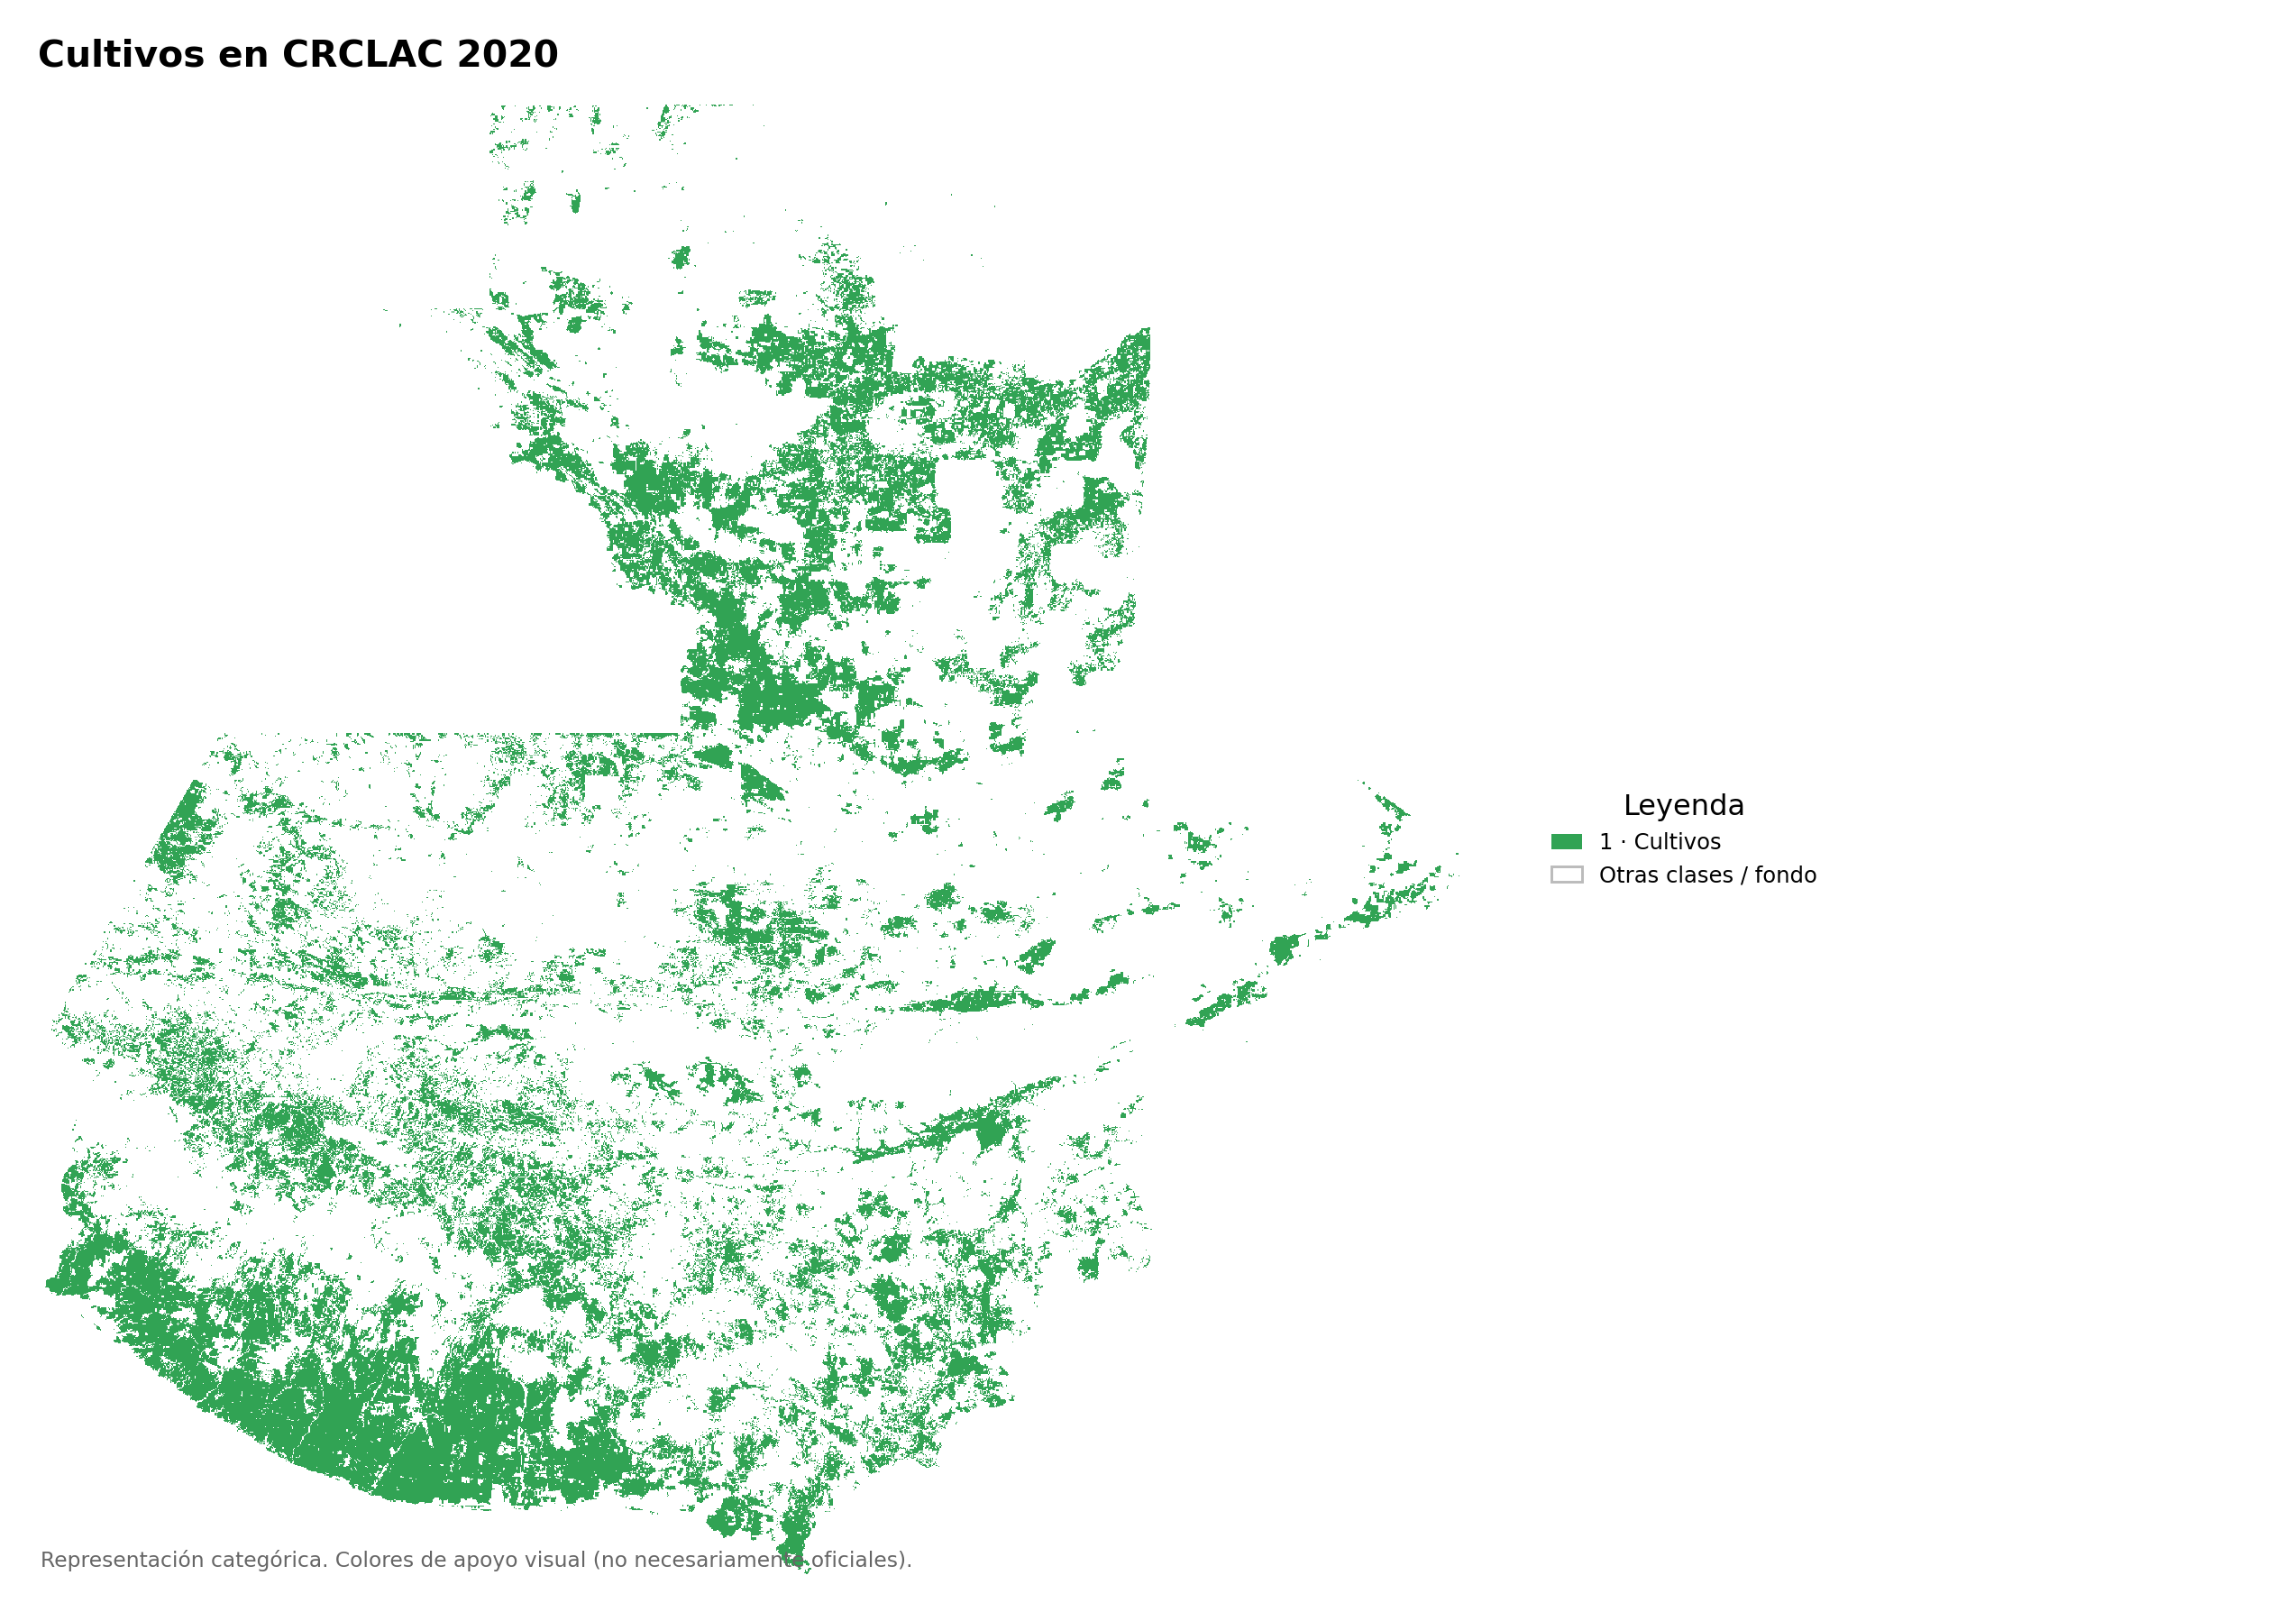 Cultivos en CRCLAC 2020
Leyenda
1 · Cultivos
Otras clases / fondo
Representación categórica. Colores de apoyo visual (no necesariamente oficiales).